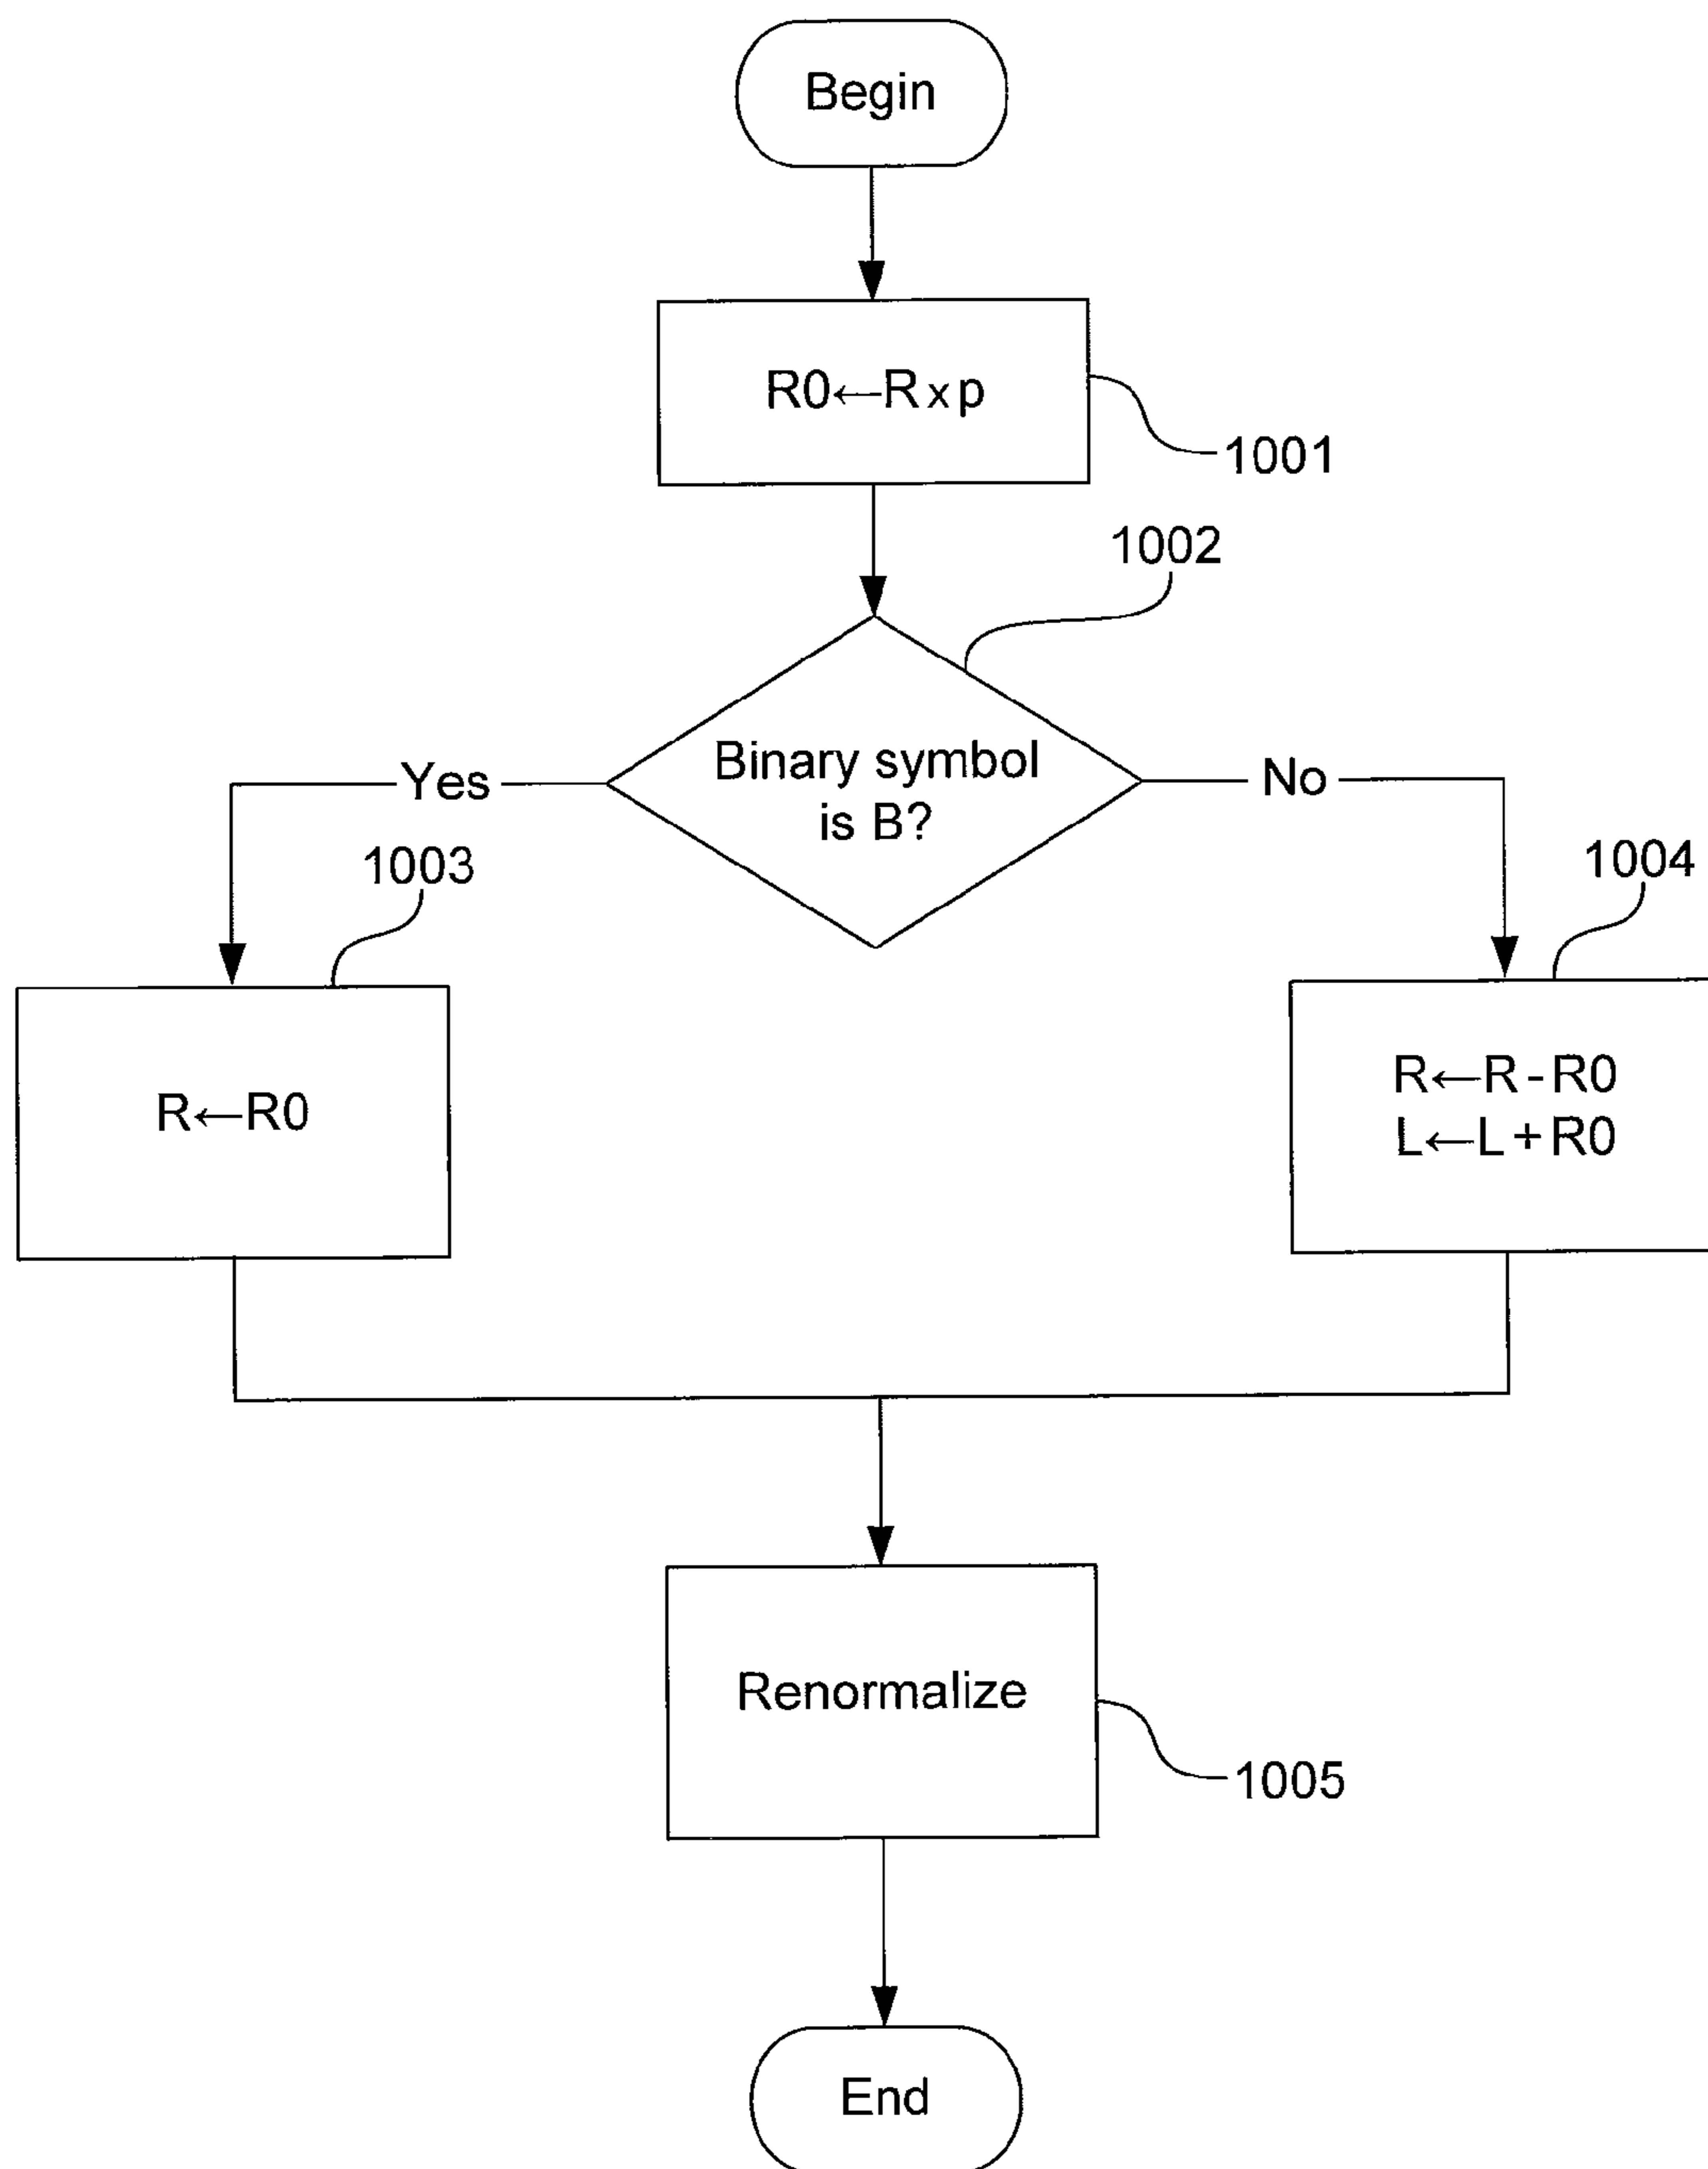 Begin
R0←R x p
1001
1002
Binary symbol
is B?
Yes
No
1003
1004
R←R0
R←R - R0
L←L + R0
Renormalize
1005
End